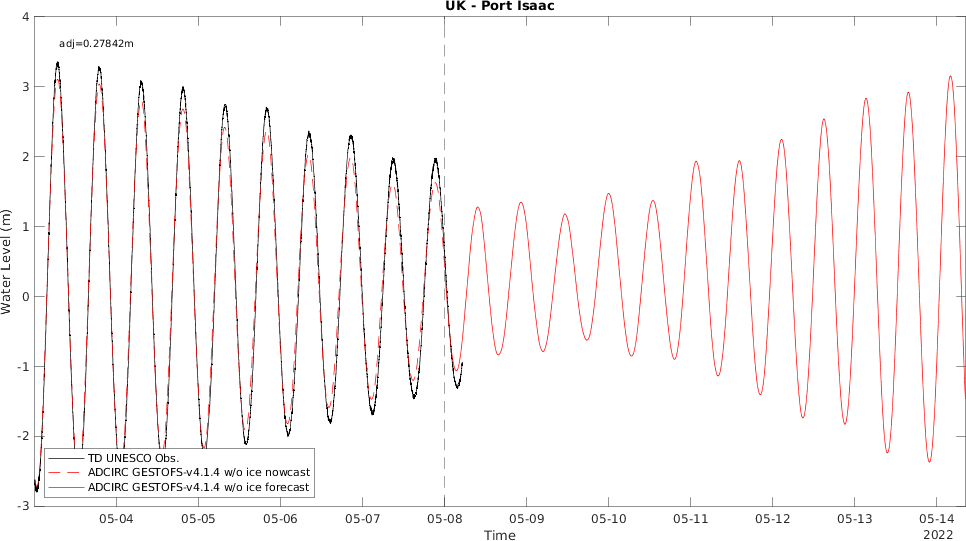 UK - Port Isaac
adj=0.27842m
4
3
2
1
0
-1
-2
-3
Water Level (m)
TD UNESCO Obs.
ADCIRC GESTOFS-v4.1.4 w/o ice nowcast
ADCIRC GESTOFS-v4.1.4 w/o ice forecast
05-04 05-05 05-06 05-07 05-08 05-09 05-10 05-11 05-12 05-13 05-14
Time
2022